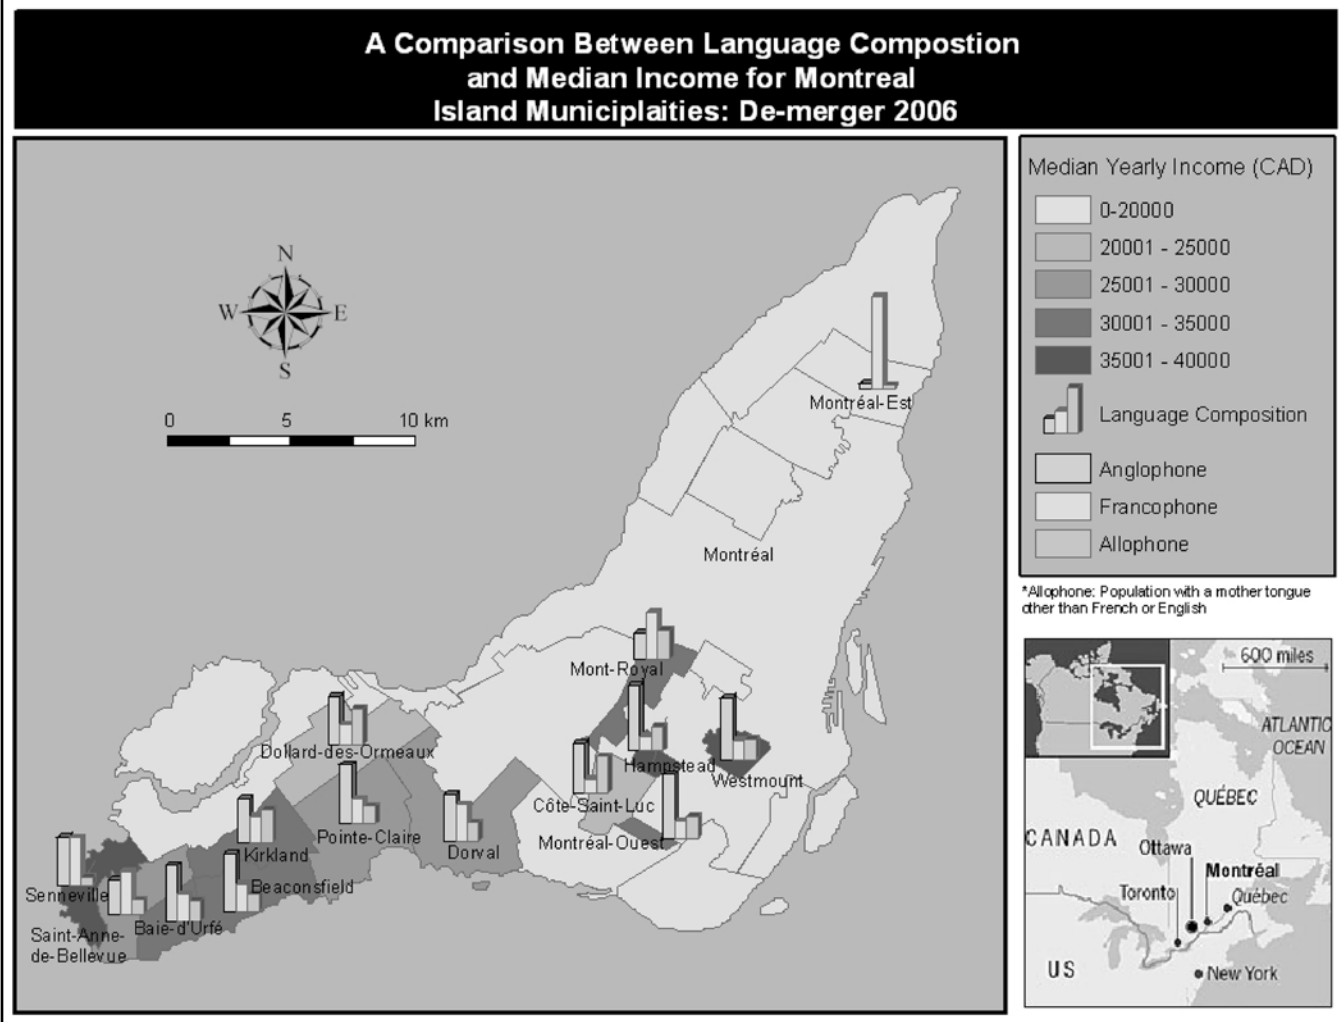 A Comparison Between Language Compostion
and Median Income for Montreal
Island Municiplaities: De-merger 2006
N
W
E
S
0 5 10 km
Montréal-Est
Montréal
Mont-Royal
Dollard-des-Ormeaux
Hampstead
Westmount
Côte-Saint-Luc
Pointe-Claire
Montréal-Ouest
Dorval
Kirkland
Beaconsfield
Senneville
Baie-d'Urfé
Saint-Anne-
de-Bellevue
Median Yearly Income (CAD)
0-20000
20001 - 25000
25001 - 30000
30001 - 35000
35001 - 40000
Language Composition
Anglophone
Francophone
Allophone
*Allophone: Population with a mother tongue
other than French or English
600 miles
ATLANTIC
OCEAN
QUÉBEC
CANADA
Ottawa
Montréal
Toronto
Québec
US
New York